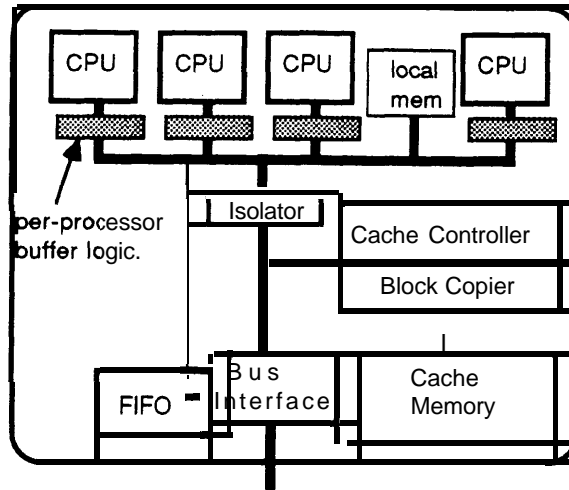 CPU
CPU
CPU
local
mem
CPU
per-processor
buffer logic.
Isolator
Cache Controller
Block Copier
FIFO
Bus
Interface
Cache
Memory